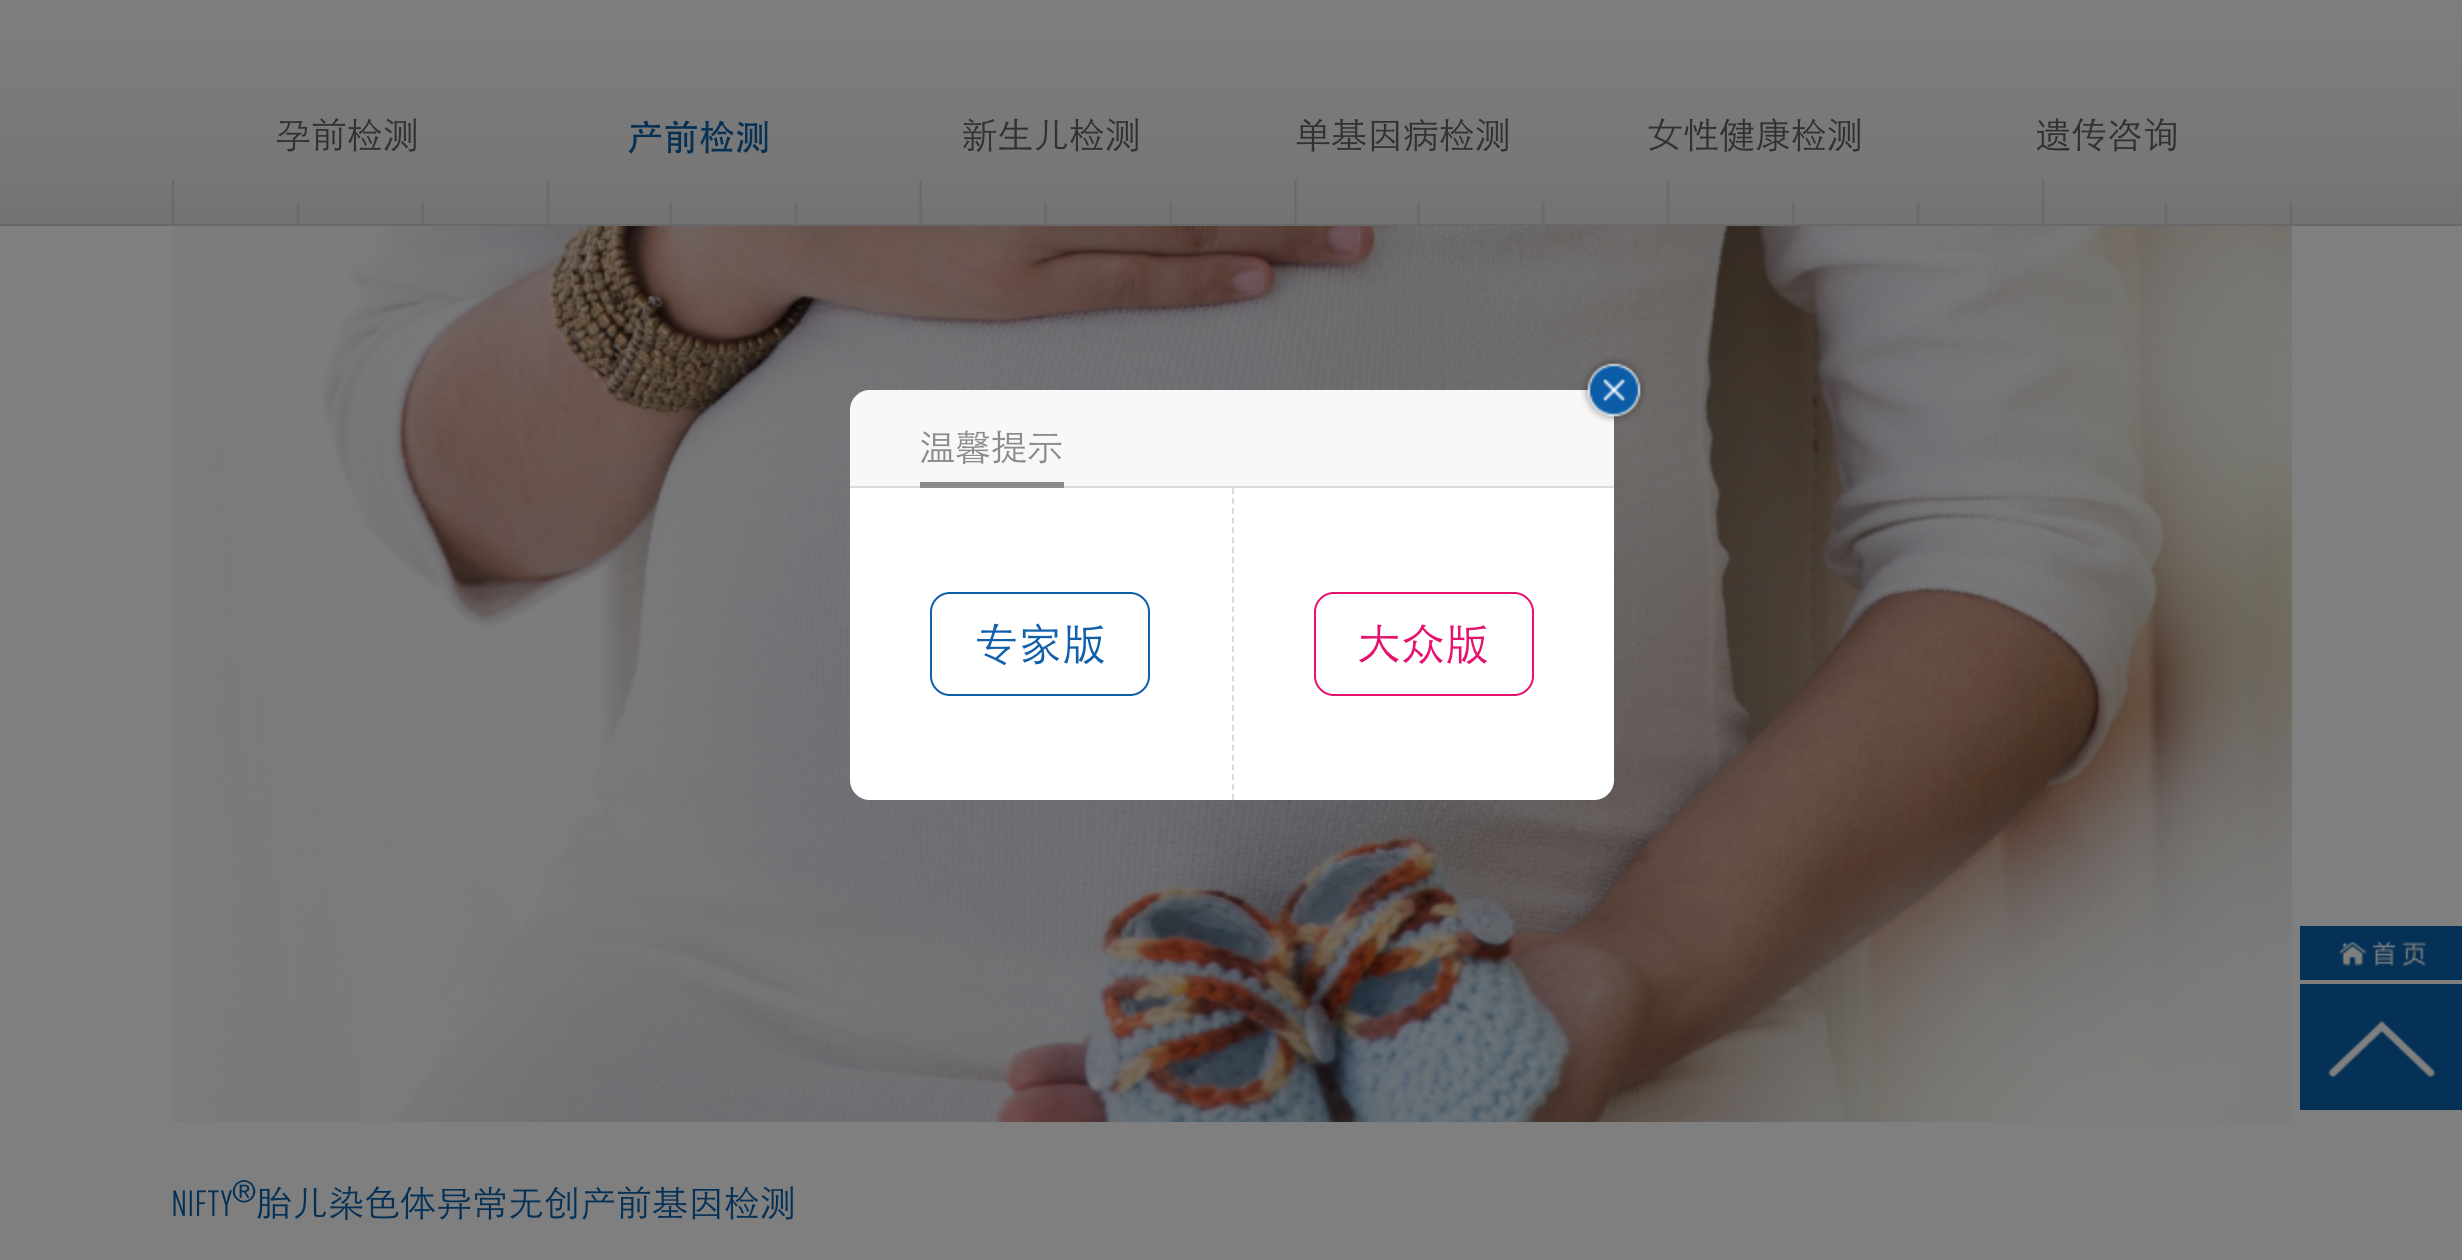 孕前检测 产前检测 新生儿检测 单基因病检测 女性健康检测 遗传咨询
温馨提示
专家版 大众版
首页
NIFTY®胎儿染色体异常无创产前基因检测